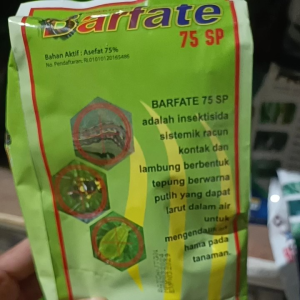 Barfate
75 SP
Bahan Aktif : Asefat 75%
BARFATE 75 SP
adalah insektisida
sistemik racun
kontak dan
lambung berbentuk
tepung berwarna
putih yang dapat
larut dalam air
untuk
hama pada
tanaman.